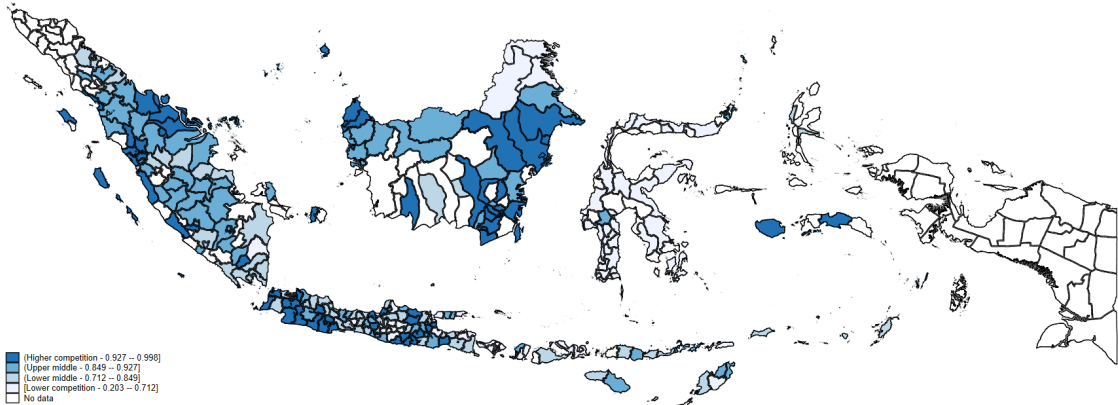 (Higher competition - 0.927 -- 0.998]
(Upper middle - 0.849 -- 0.927]
(Lower middle - 0.712 -- 0.849]
[Lower competition - 0.203 -- 0.712]
No data